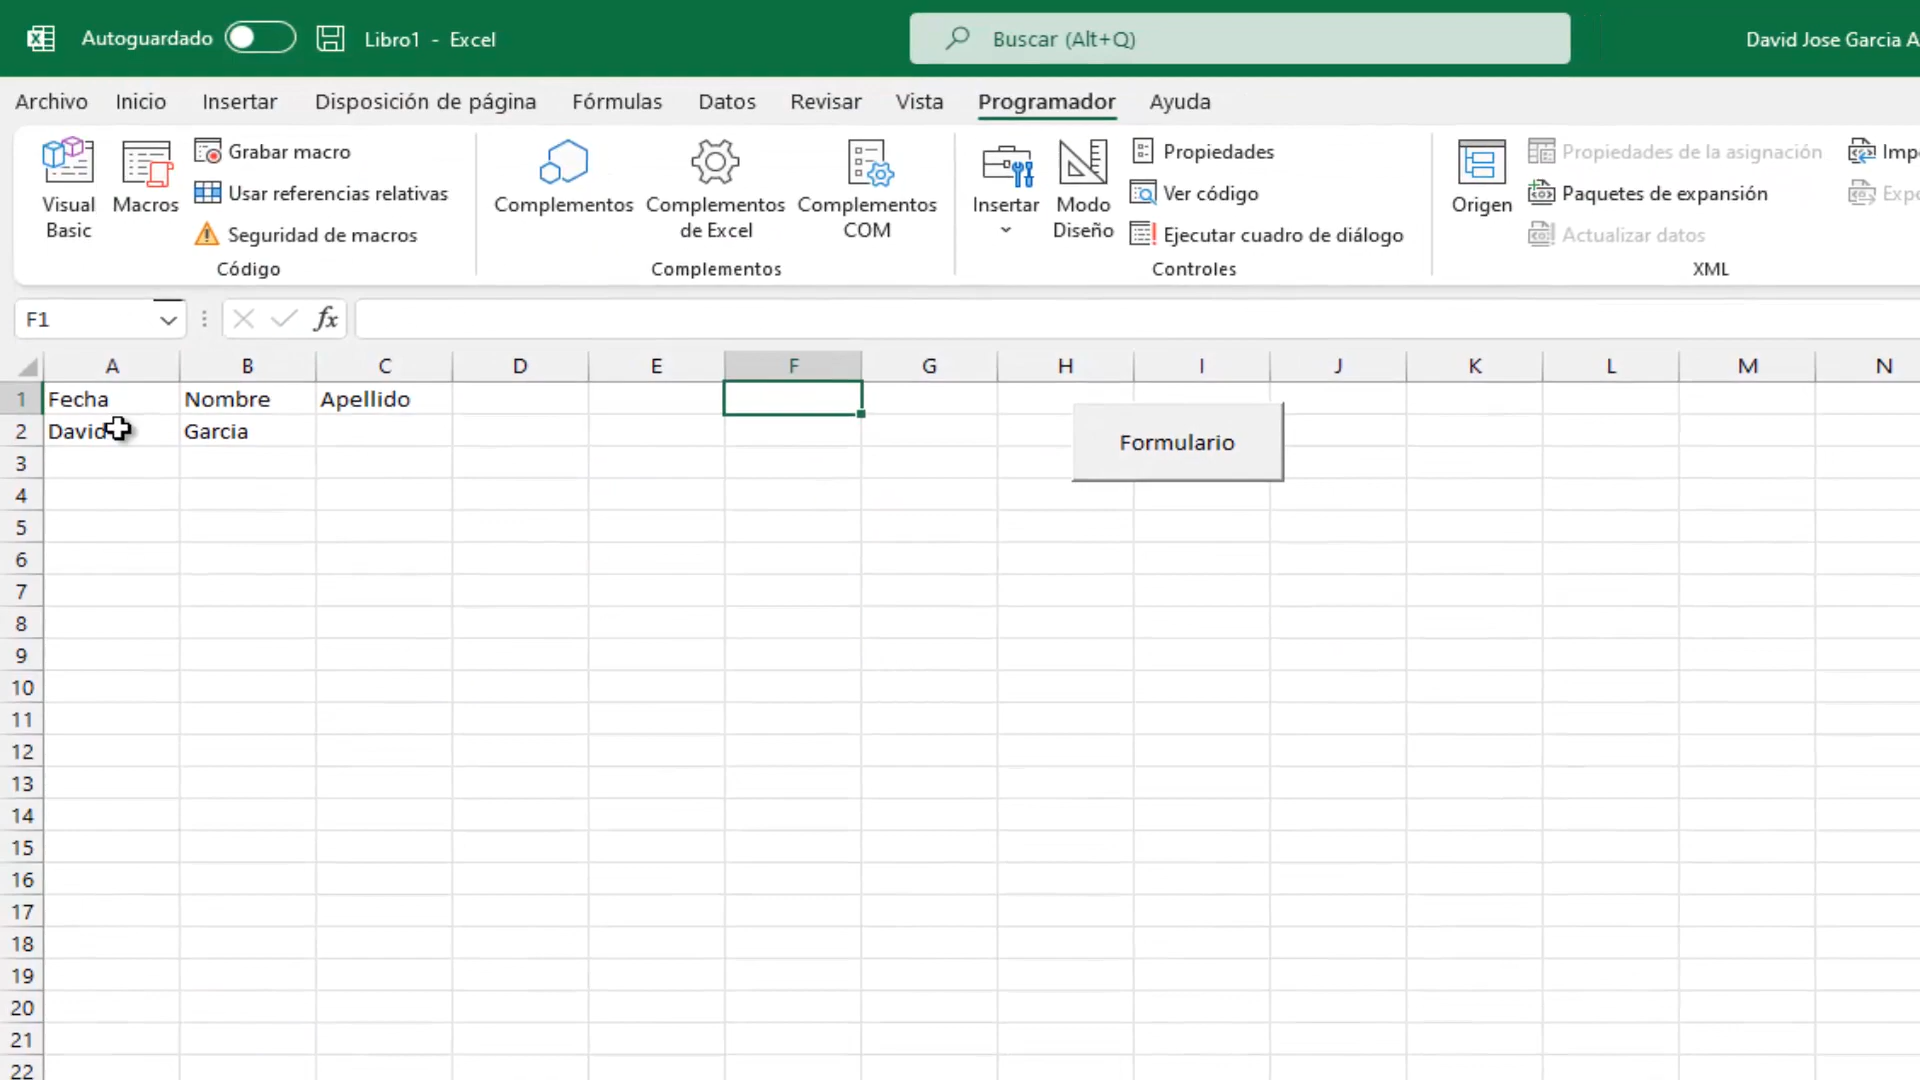 Autoguardado Libro1 - Excel Buscar (Alt+Q) David Jose Garcia A
Archivo Inicio Insertar Disposición de página Fórmulas Datos Revisar Vista Programador Ayuda
Visual Basic
Macros
Grabar macro
Usar referencias relativas
Seguridad de macros
Código
Complementos
Complementos de Excel
Complementos COM
Complementos
Insertar
Modo Diseño
Propiedades
Ver código
Ejecutar cuadro de diálogo
Controles
Origen
Propiedades de la asignación
Paquetes de expansión
Actualizar datos
Impo
Expo
XML
F1 fx
A B C D E F G H I J K L M N
1 Fecha Nombre Apellido
2 David Garcia
Formulario
3
4
5
6
7
8
9
10
11
12
13
14
15
16
17
18
19
20
21
22